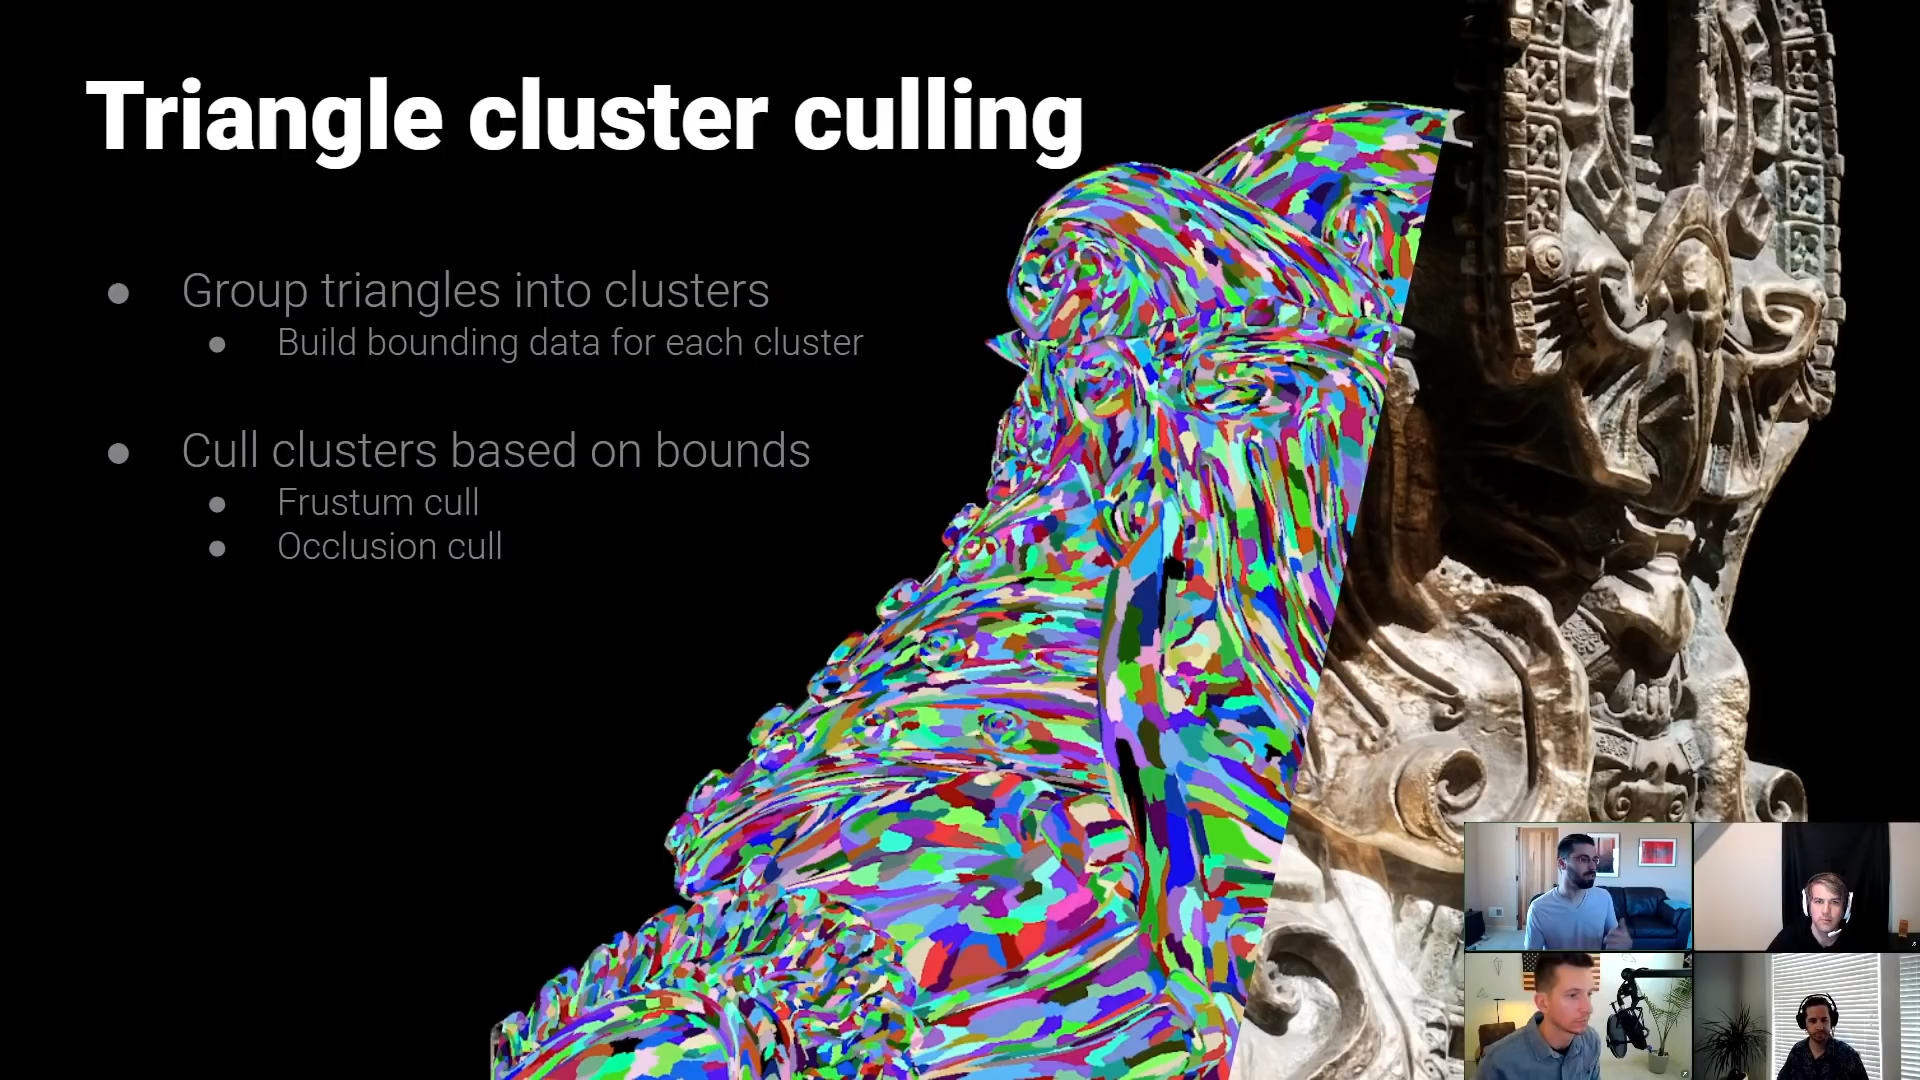 Triangle cluster culling
Group triangles into clusters
Build bounding data for each cluster
Cull clusters based on bounds
Frustum cull
Occlusion cull